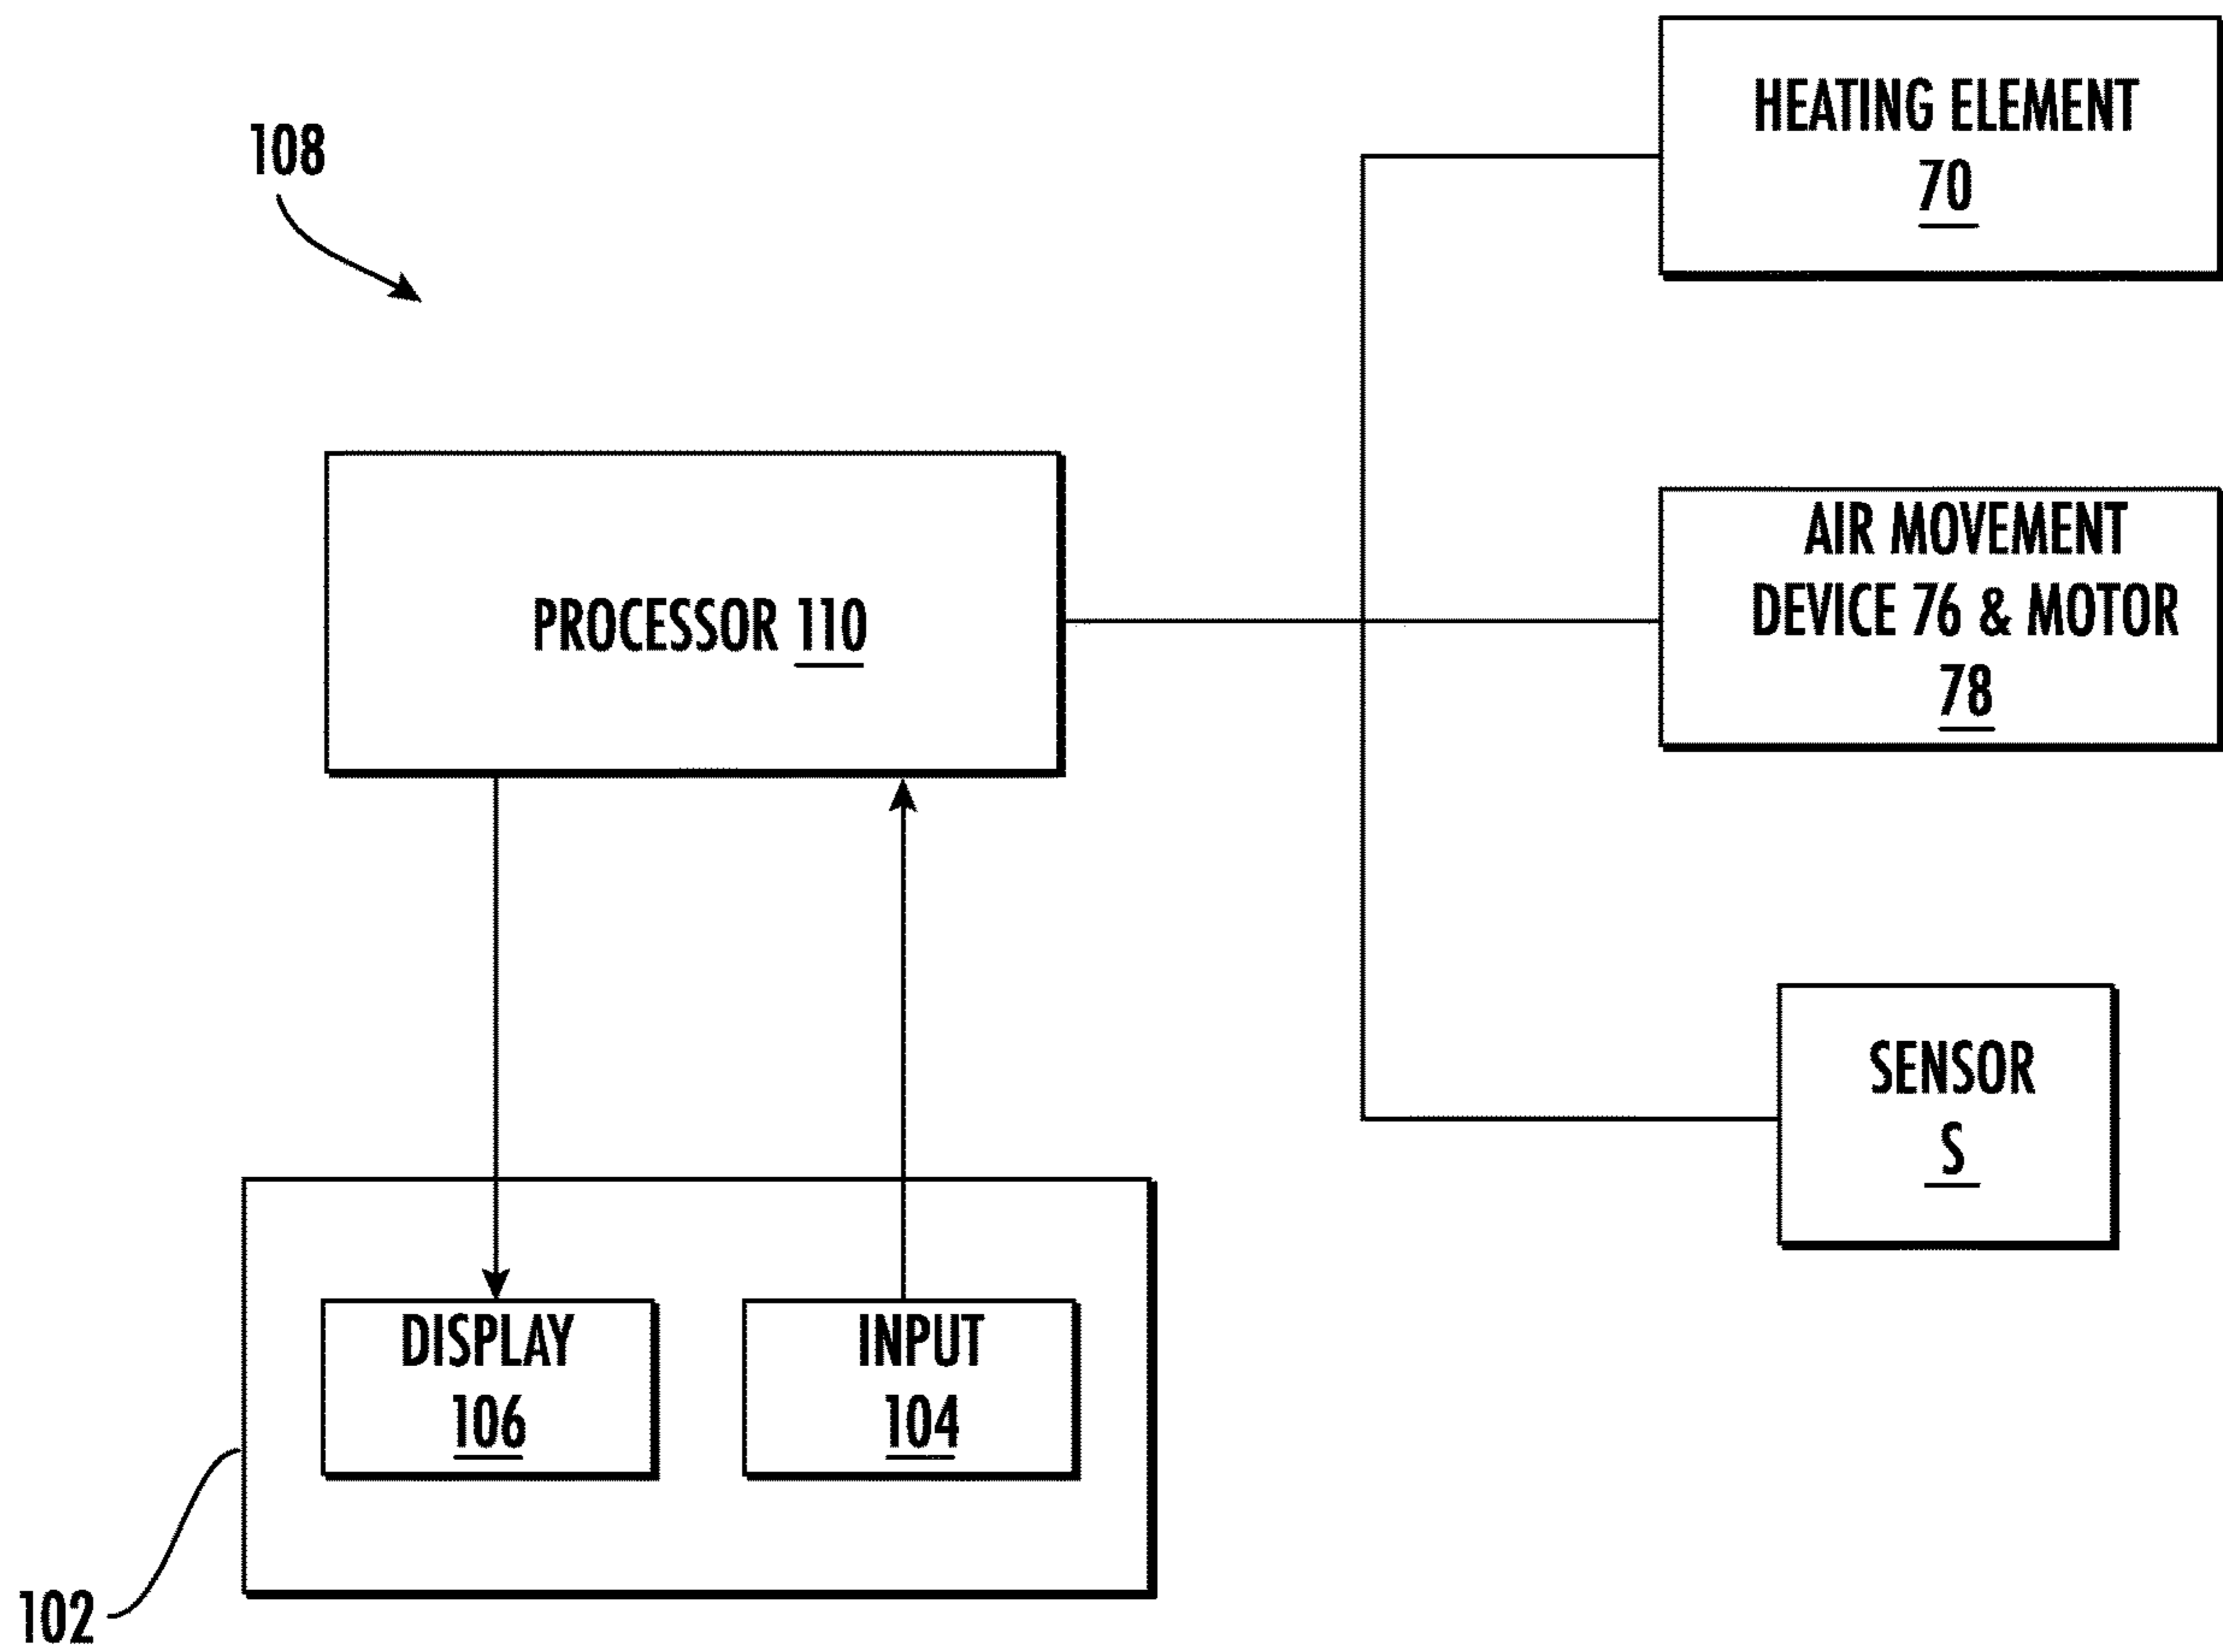 HEATING ELEMENT
70
108
AIR MOVEMENT
DEVICE 76 & MOTOR
78
PROCESSOR 110
SENSOR
S
DISPLAY
106
INPUT
104
102